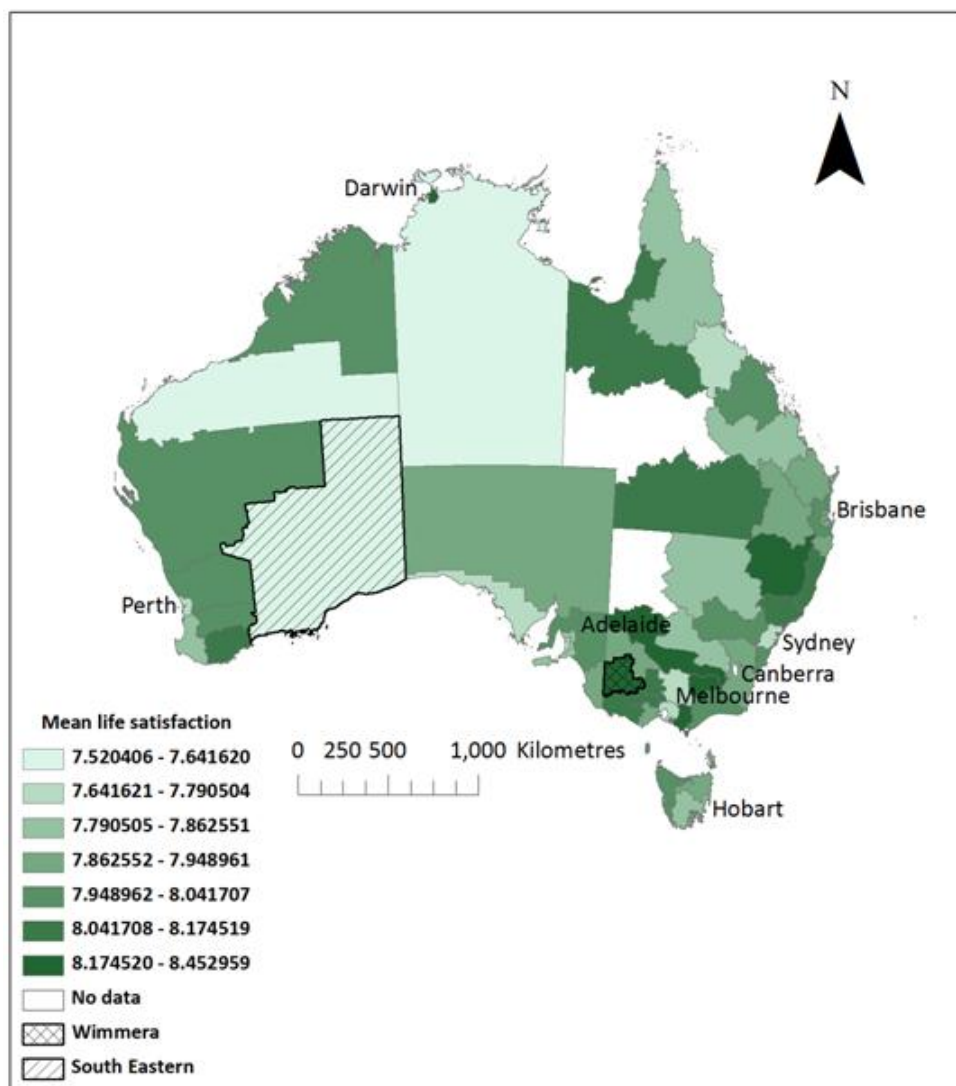 N
Darwin
Brisbane
Perth
Adelaide
Sydney
Canberra
Melbourne
Mean life satisfaction
7.520406 - 7.641620
7.641621 - 7.790504
7.790505 - 7.862551
7.862552 - 7.948961
7.948962 - 8.041707
8.041708 - 8.174519
8.174520 - 8.452959
No data
Wimmera
South Eastern
0 250 500 1,000 Kilometres
Hobart